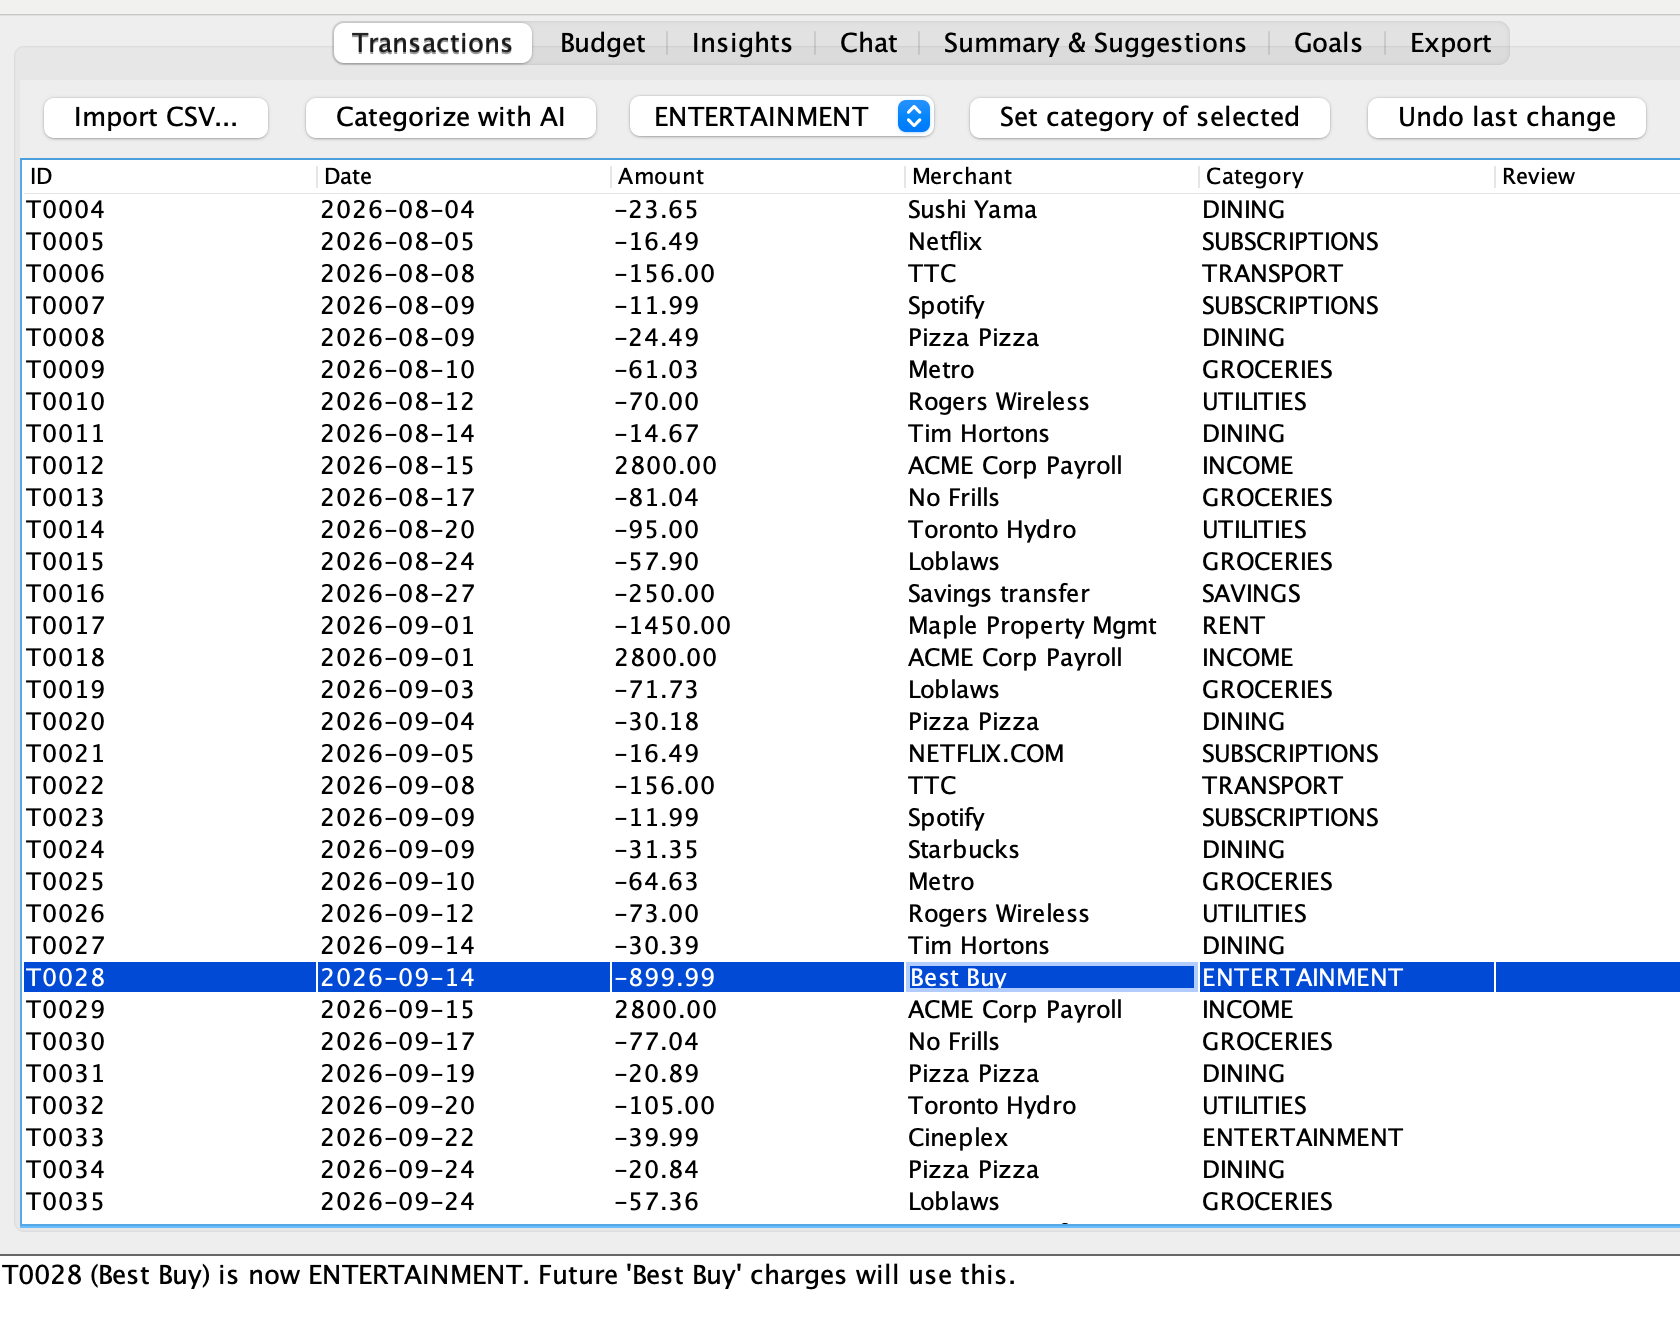 Transactions Budget Insights Chat Summary & Suggestions Goals Export
Import CSV... Categorize with AI ENTERTAINMENT Set category of selected Undo last change
ID Date Amount Merchant Category Review
T0004 2026-08-04 -23.65 Sushi Yama DINING
T0005 2026-08-05 -16.49 Netflix SUBSCRIPTIONS
T0006 2026-08-08 -156.00 TTC TRANSPORT
T0007 2026-08-09 -11.99 Spotify SUBSCRIPTIONS
T0008 2026-08-09 -24.49 Pizza Pizza DINING
T0009 2026-08-10 -61.03 Metro GROCERIES
T0010 2026-08-12 -70.00 Rogers Wireless UTILITIES
T0011 2026-08-14 -14.67 Tim Hortons DINING
T0012 2026-08-15 2800.00 ACME Corp Payroll INCOME
T0013 2026-08-17 -81.04 No Frills GROCERIES
T0014 2026-08-20 -95.00 Toronto Hydro UTILITIES
T0015 2026-08-24 -57.90 Loblaws GROCERIES
T0016 2026-08-27 -250.00 Savings transfer SAVINGS
T0017 2026-09-01 -1450.00 Maple Property Mgmt RENT
T0018 2026-09-01 2800.00 ACME Corp Payroll INCOME
T0019 2026-09-03 -71.73 Loblaws GROCERIES
T0020 2026-09-04 -30.18 Pizza Pizza DINING
T0021 2026-09-05 -16.49 NETFLIX.COM SUBSCRIPTIONS
T0022 2026-09-08 -156.00 TTC TRANSPORT
T0023 2026-09-09 -11.99 Spotify SUBSCRIPTIONS
T0024 2026-09-09 -31.35 Starbucks DINING
T0025 2026-09-10 -64.63 Metro GROCERIES
T0026 2026-09-12 -73.00 Rogers Wireless UTILITIES
T0027 2026-09-14 -30.39 Tim Hortons DINING
T0028 2026-09-14 -899.99 Best Buy ENTERTAINMENT
T0029 2026-09-15 2800.00 ACME Corp Payroll INCOME
T0030 2026-09-17 -77.04 No Frills GROCERIES
T0031 2026-09-19 -20.89 Pizza Pizza DINING
T0032 2026-09-20 -105.00 Toronto Hydro UTILITIES
T0033 2026-09-22 -39.99 Cineplex ENTERTAINMENT
T0034 2026-09-24 -20.84 Pizza Pizza DINING
T0035 2026-09-24 -57.36 Loblaws GROCERIES
T0028 (Best Buy) is now ENTERTAINMENT. Future 'Best Buy' charges will use this.